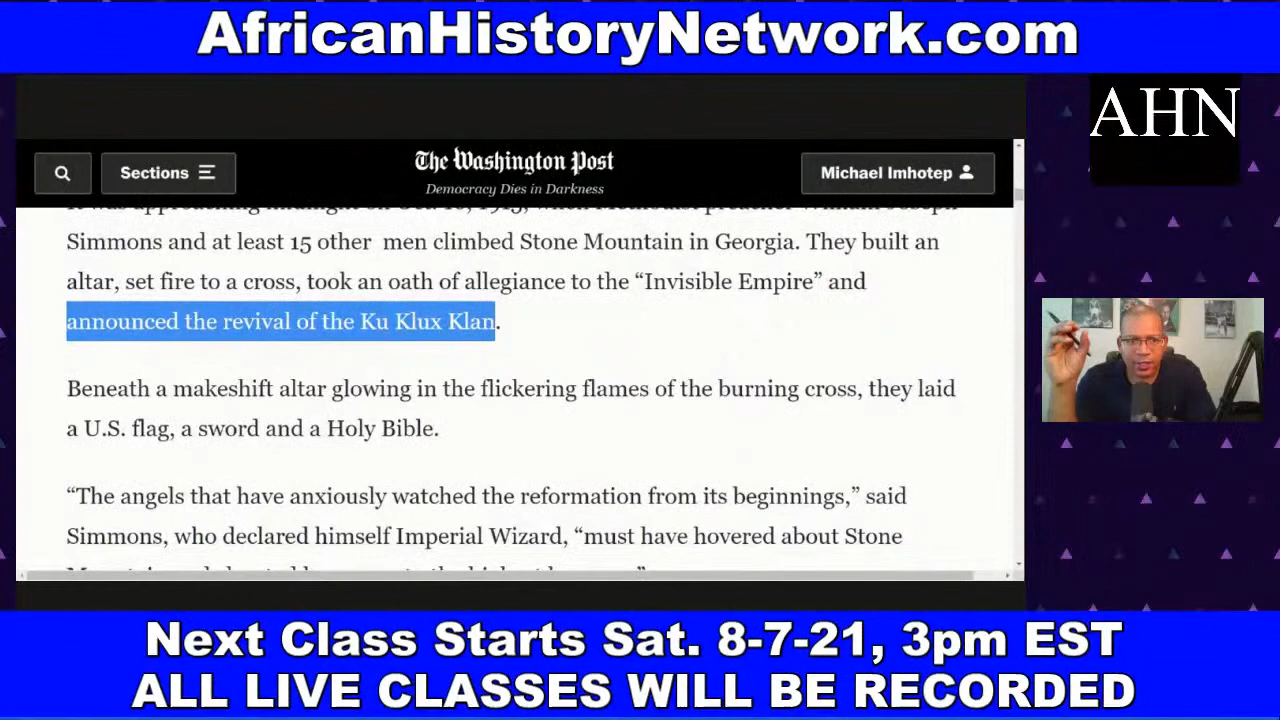 AfricanHistoryNetwork.com
AHN
Sections
The Washington Post
Democracy Dies in Darkness
Michael Imhotep
Simmons and at least 15 other men climbed Stone Mountain in Georgia. They built an
altar, set fire to a cross, took an oath of allegiance to the “Invisible Empire” and
announced the revival of the Ku Klux Klan.
Beneath a makeshift altar glowing in the flickering flames of the burning cross, they laid
a U.S. flag, a sword and a Holy Bible.
“The angels that have anxiously watched the reformation from its beginnings,” said
Simmons, who declared himself Imperial Wizard, “must have hovered about Stone
Next Class Starts Sat. 8-7-21, 3pm EST
ALL LIVE CLASSES WILL BE RECORDED